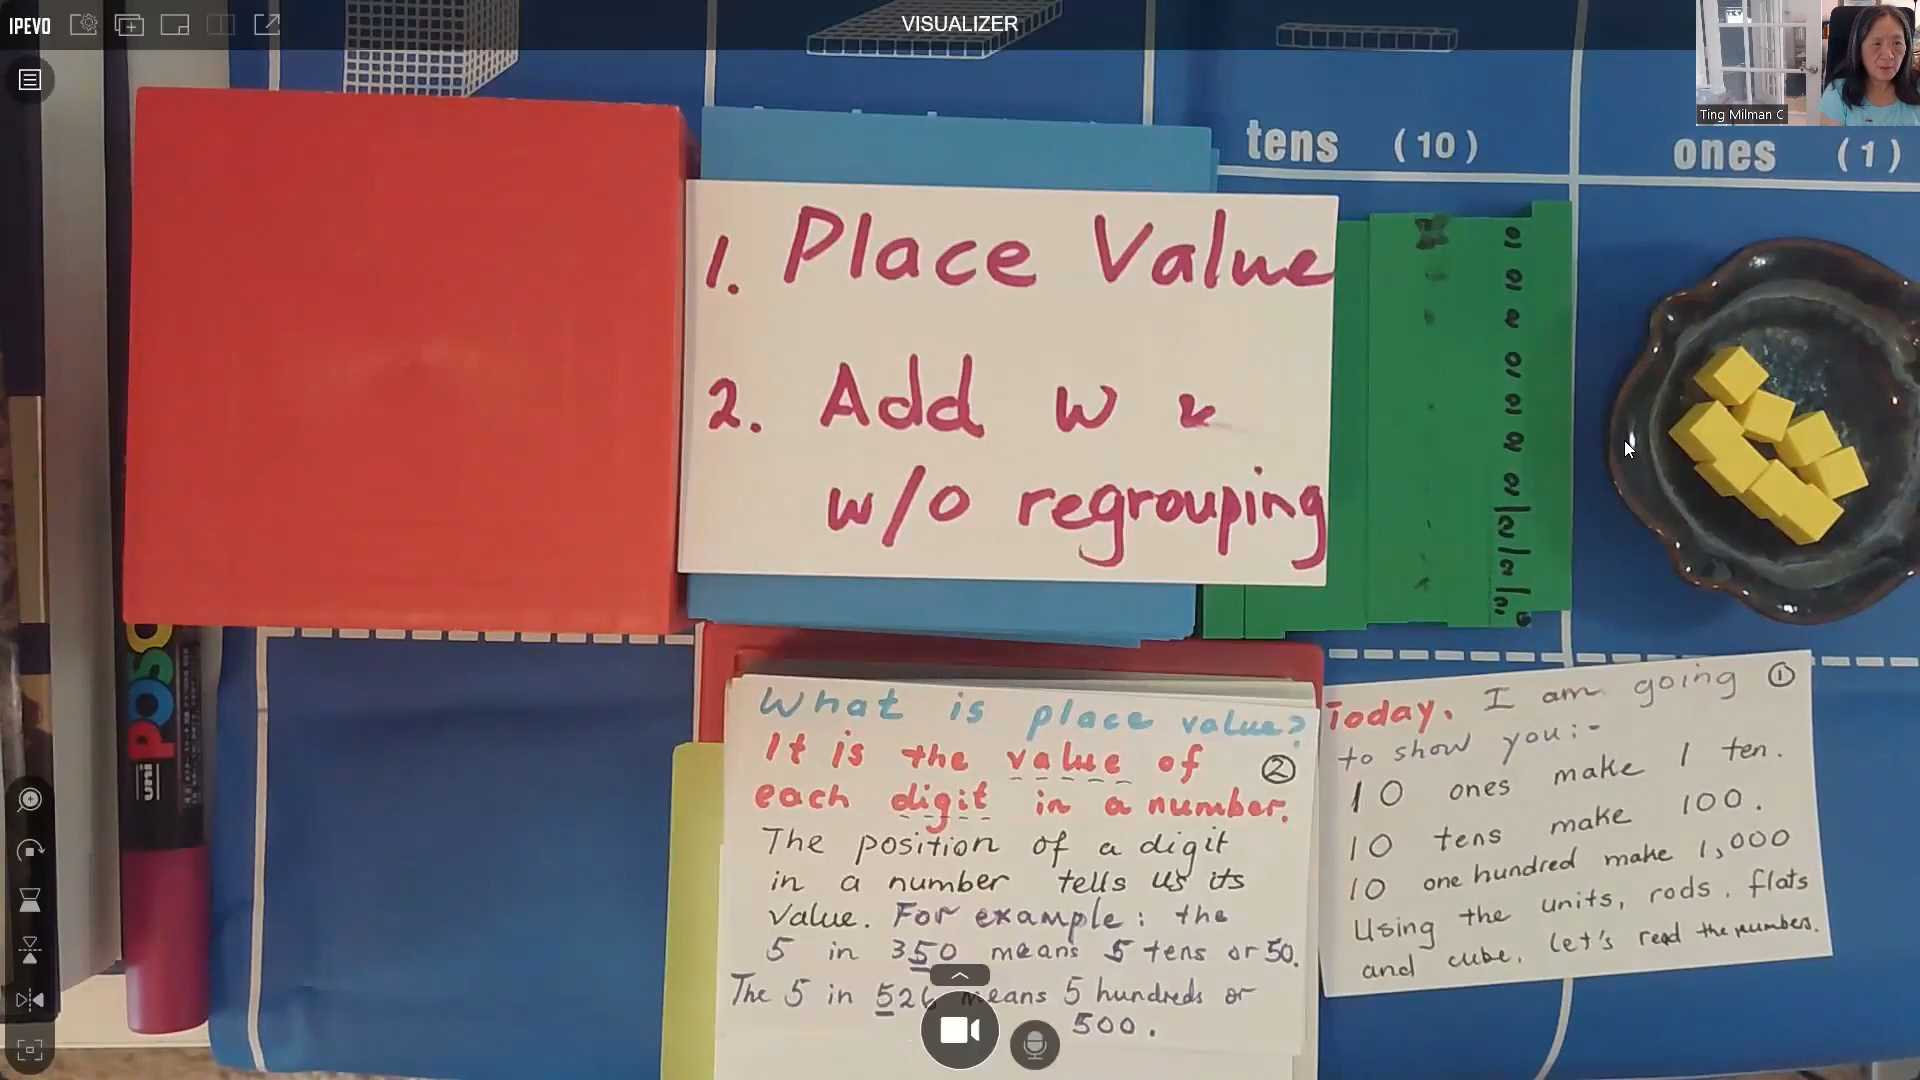 IPEVO
VISUALIZER
Ting Milman C
tens (10)
ones (1)
1. Place Value
2. Add w &
w/o regrouping
POSC
uni
What is place value?
It is the value of
each digit in a number. ②
The position of a digit
in a number tells us its
value. For example: the
5 in 350 means 5 tens or 50.
The 5 in 526 means 5 hundreds or
500.
Today. I am going ①
to show you:-
10 ones make 1 ten.
10 tens make 100.
10 one hundred make 1,000
Using the units, rods, flats
and cube, let's read the numbers.